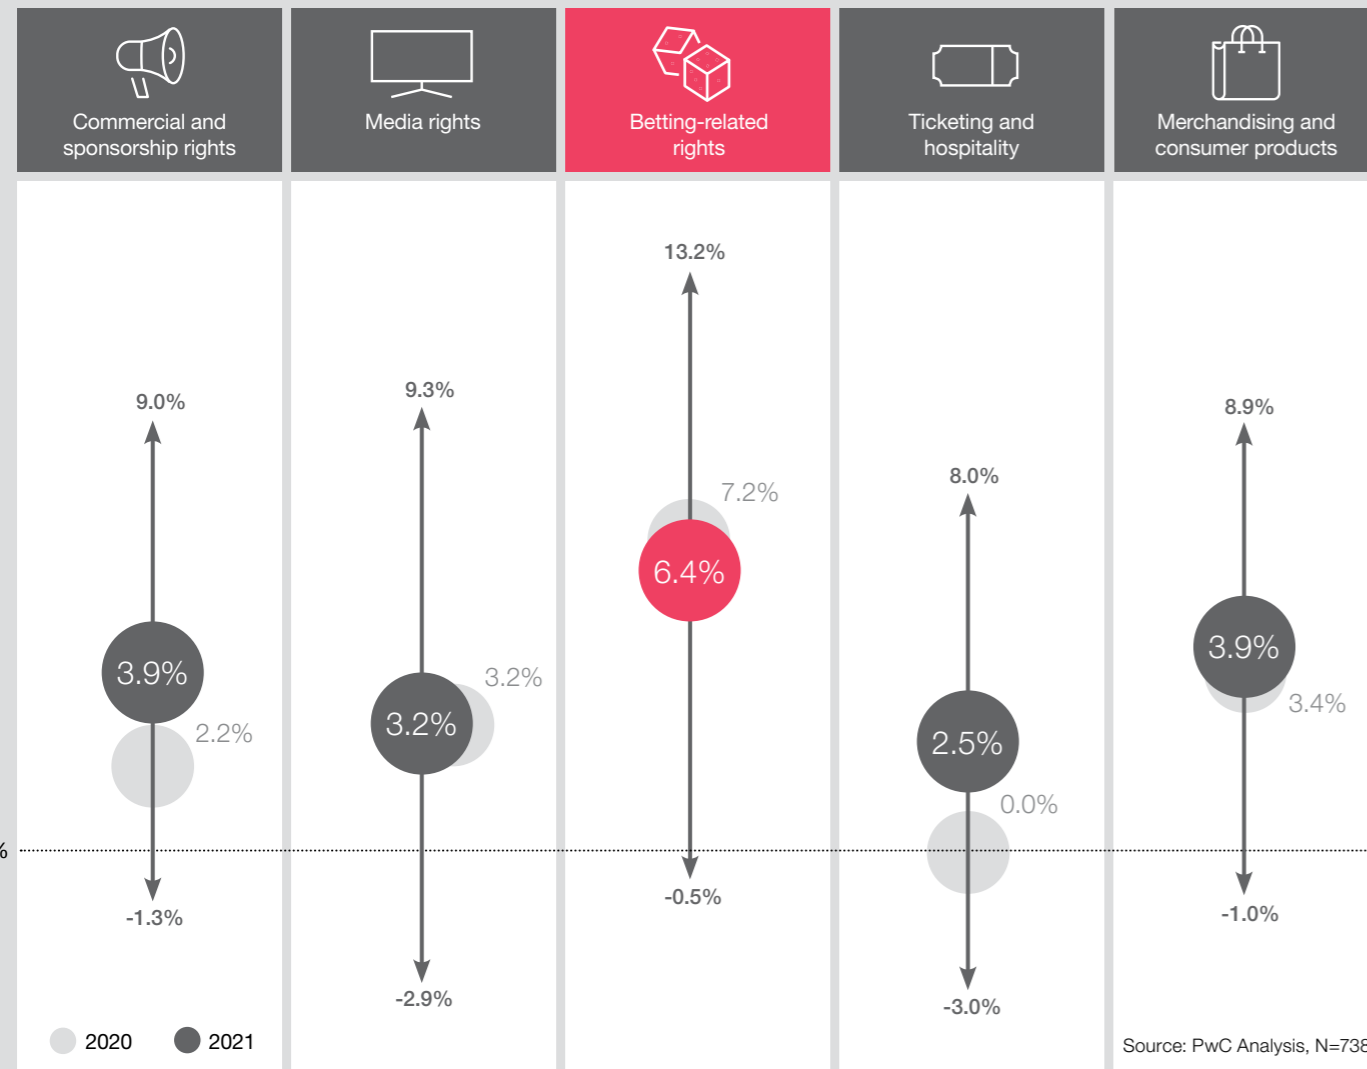 Commercial and
sponsorship rights
Media rights
Betting-related
rights
Ticketing and
hospitality
Merchandising and
consumer products
9.0%
3.9%
2.2%
-1.3%
9.3%
3.2%
3.2%
-2.9%
13.2%
7.2%
6.4%
-0.5%
8.0%
2.5%
0.0%
-3.0%
8.9%
3.9%
3.4%
-1.0%
%
2020
2021
Source: PwC Analysis, N=738